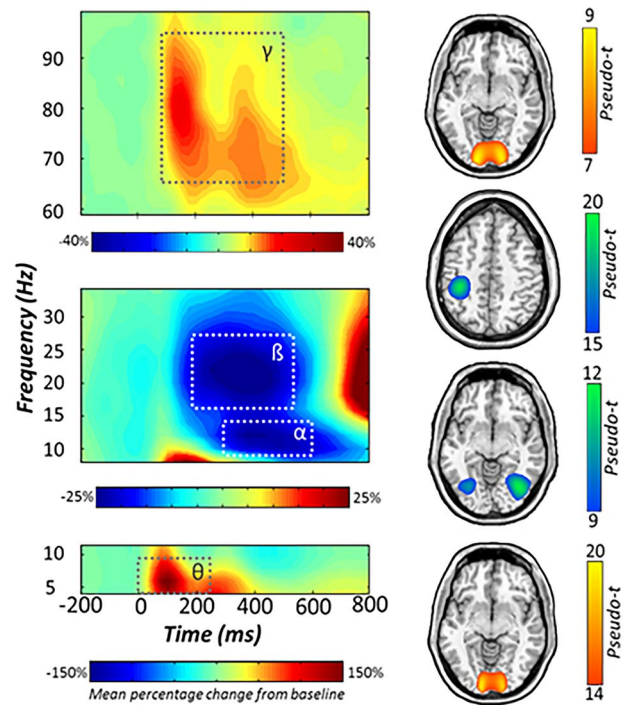 90
80
70
60
γ
-40%
40%
Frequency (Hz)
30
25
20
15
10
ß
α
-25%
25%
10
5
θ
-200
0
200
400
600
800
Time (ms)
-150%
150%
Mean percentage change from baseline
9
Pseudo-t
7
20
Pseudo-t
15
12
Pseudo-t
9
20
Pseudo-t
14